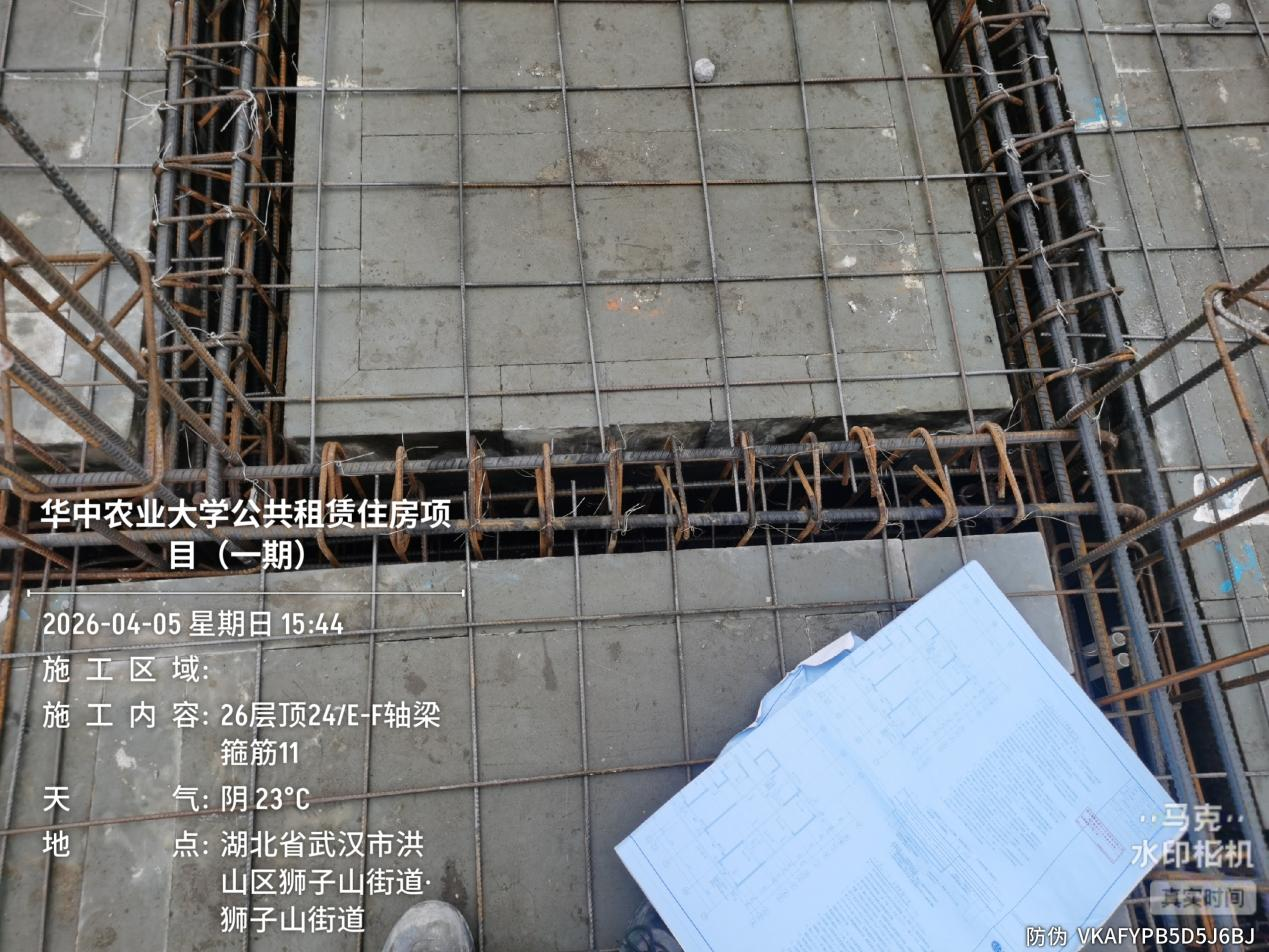 华中农业大学公共租赁住房项
目（一期）
2026-04-05 星期日 15:44
施工区域:
施工内容: 26层顶24/E-F轴梁
箍筋11
天气: 阴 23°C
地点: 湖北省武汉市洪
山区狮子山街道·
狮子山街道
马克
水印相机
真实时间
防伪 VKAFYPB5D5J6BJ